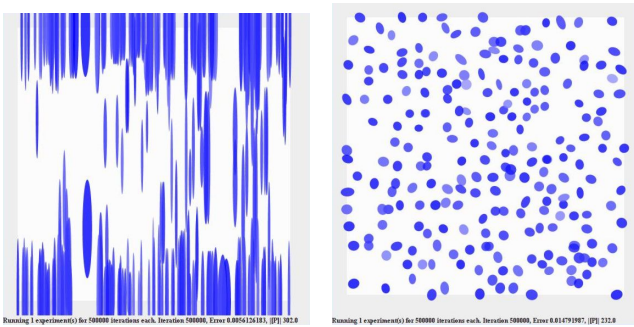 Running 1 experiment(s) for 500000 iterations each. Iteration 500000, Error 0.0056126183, ||P|| 302.0
Running 1 experiment(s) for 500000 iterations each. Iteration 500000, Error 0.014791987, ||P|| 232.0